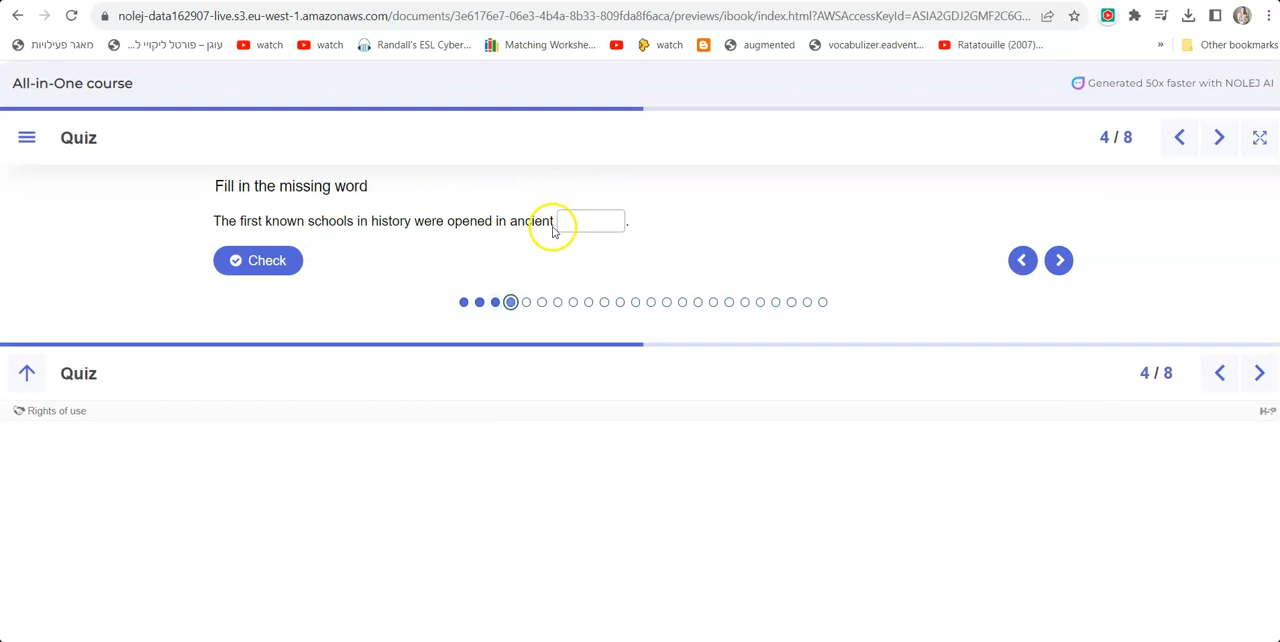 nolej-data162907-live.s3.eu-west-1.amazonaws.com/documents/3e6176e7-06e3-4b4a-8b33-809fda8f6aca/previews/ibook/index.html?AWSAccessKeyId=ASIA2GDJ2GMF2C6G...
מאגר פעילויות עוגן – פורטל ליקויי ל... watch watch Randall's ESL Cyber... Matching Workshe... watch augmented vocabulizer.eadvent... Ratatouille (2007)... » Other bookmarks
All-in-One course Generated 50x faster with NOLEJ AI
Quiz 4 / 8
Fill in the missing word
The first known schools in history were opened in ancient .
Check
Quiz 4 / 8
Rights of use H-P